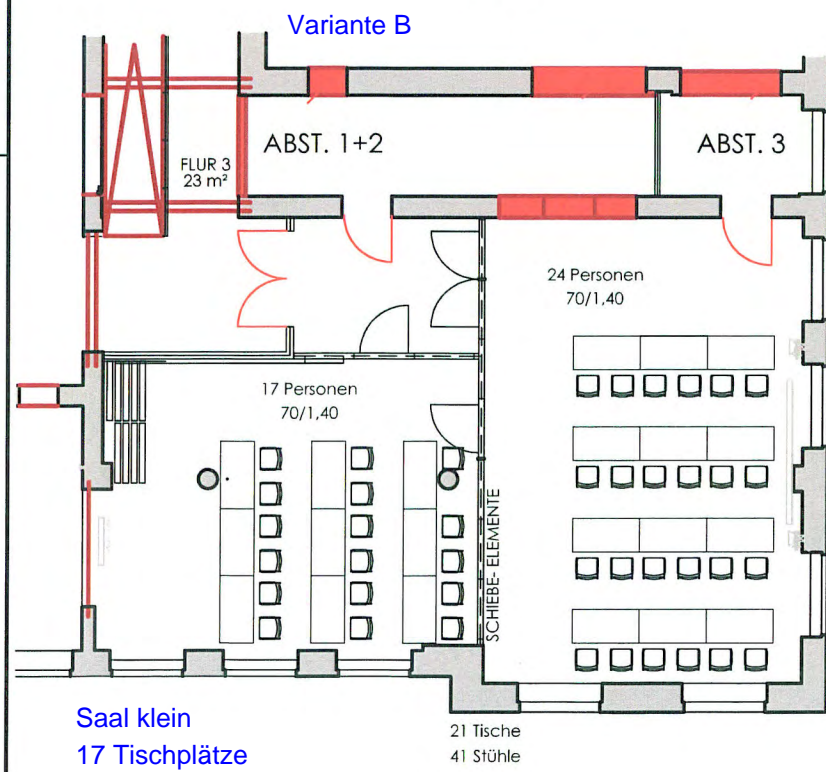 Variante B
ABST. 1+2
ABST. 3
FLUR 3
23 m²
24 Personen
70/1,40
17 Personen
70/1,40
SCHIEBE- ELEMENTE
Saal klein
17 Tischplätze
21 Tische
41 Stühle